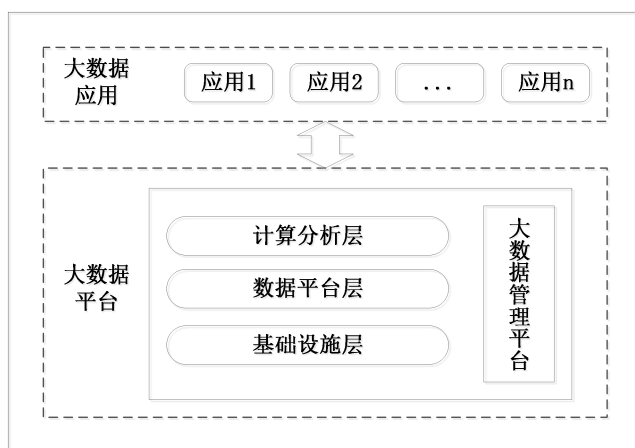 大数据
应用
应用1
应用2
...
应用n
大数据
平台
计算分析层
数据平台层
基础设施层
大数据管理平台